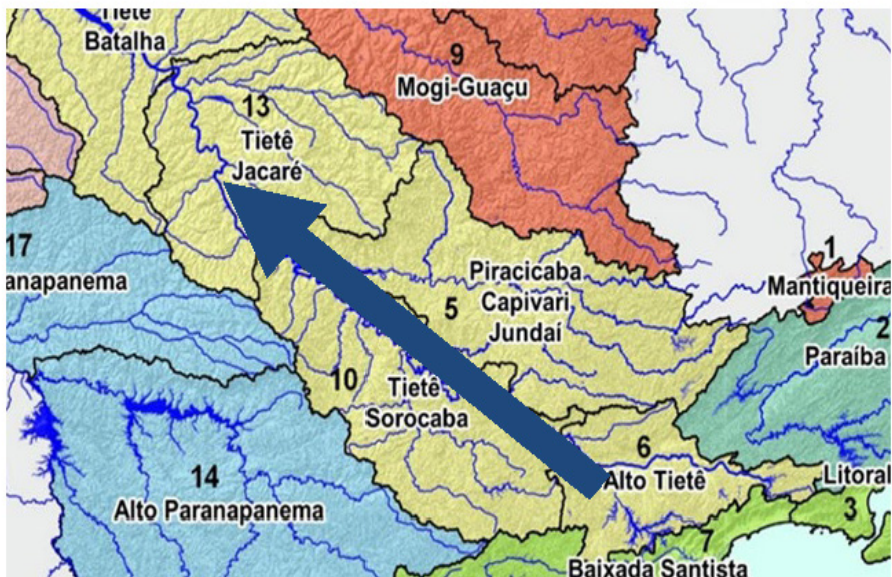 Tietê
Batalha
9
Mogi-Guaçu
13
Tietê
Jacaré
17
anapanema
1
Mantiqueira
Piracicaba
Capivari
Jundaí
5
2
Paraíba
10
Tietê
Sorocaba
6
Alto Tietê
Litoral
14
Alto Paranapanema
3
7
Baixada Santista